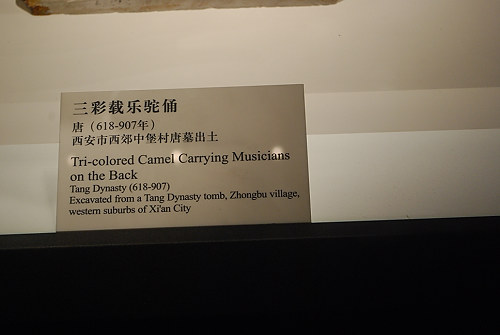 三彩载乐驼俑
唐（618-907年）
西安市西郊中堡村唐墓出土
Tri-colored Camel Carrying Musicians
on the Back
Tang Dynasty (618-907)
Excavated from a Tang Dynasty tomb, Zhongbu village,
western suburbs of Xi'an City